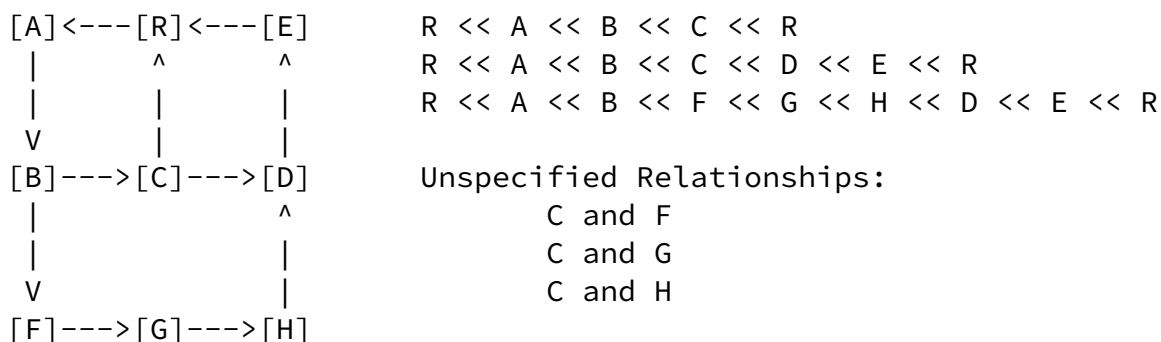 [A]<---[R]<---[E]      R << A << B << C << R
 |      ^      ^       R << A << B << C << D << E << R
 |      |      |       R << A << B << F << G << H << D << E << R
 V      |      |
[B]--->[C]--->[D]      Unspecified Relationships:
 |             ^             C and F
 |             |             C and G
 V             |             C and H
[F]--->[G]--->[H]